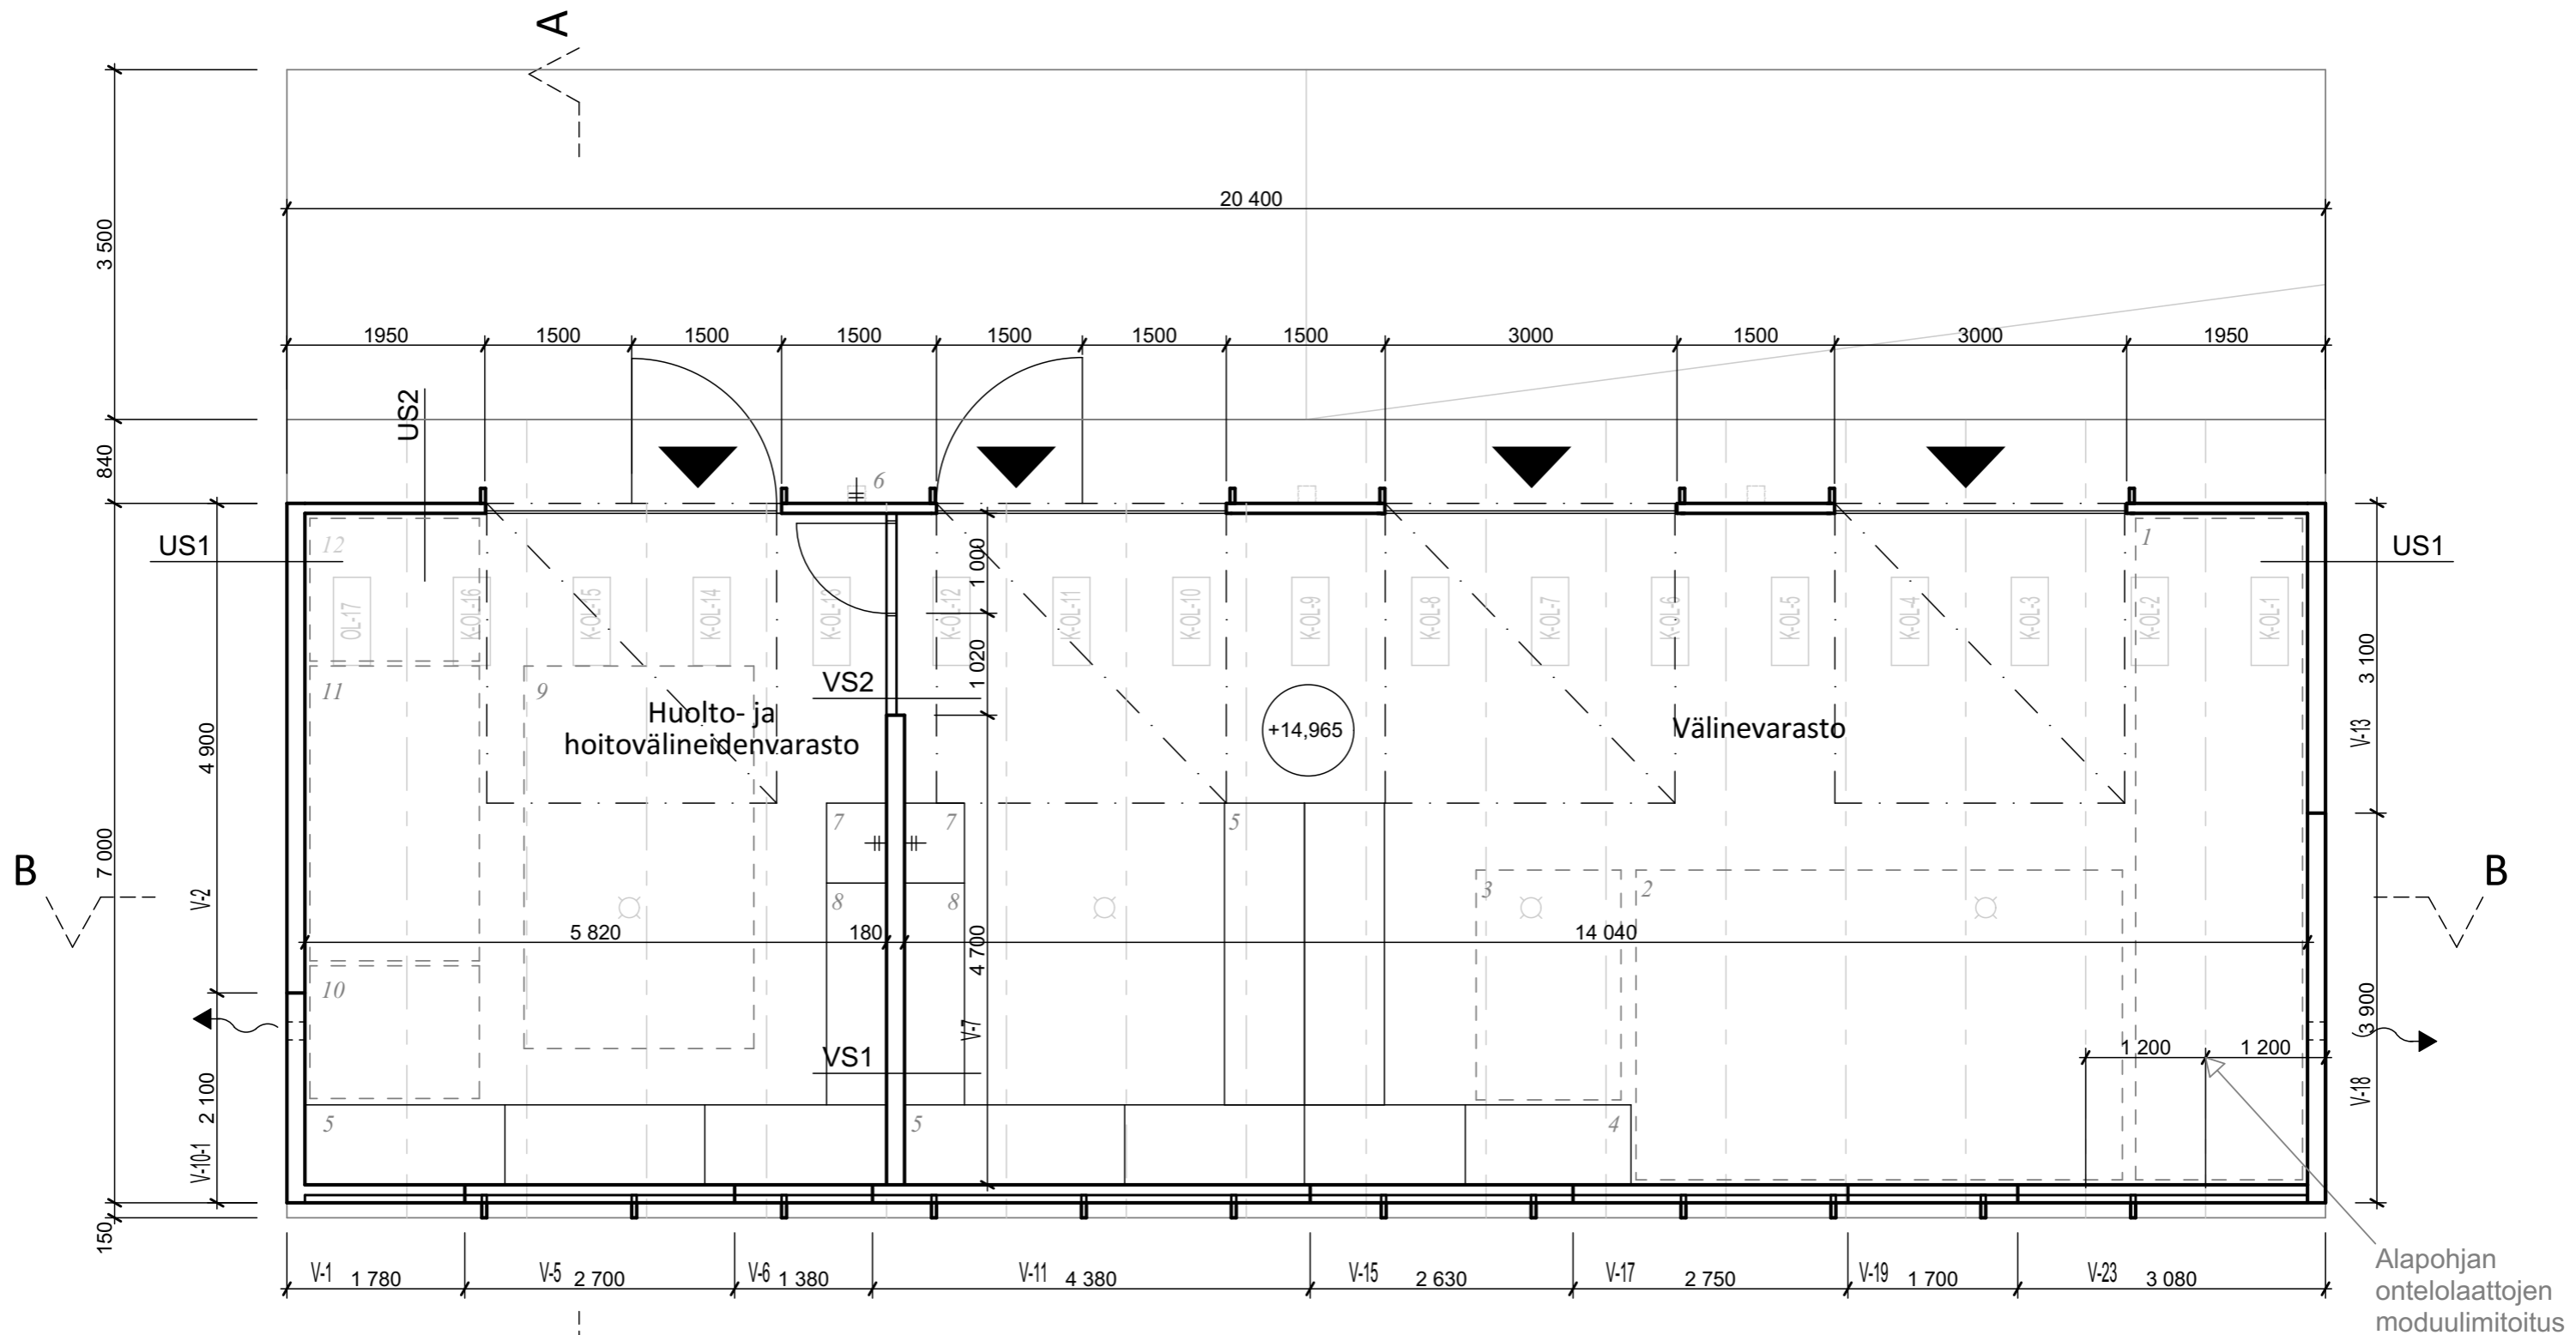 A
3 500
20 400
1950
1500
1500
1500
1500
1500
1500
3000
1500
3000
1950
US2
840
6
US1
12
1 000
1
US1
OL-17
K-OL-16
K-OL-15
K-OL-14
K-OL-13
K-OL-12
K-OL-11
K-OL-10
K-OL-9
K-OL-8
K-OL-7
K-OL-6
K-OL-5
K-OL-4
K-OL-3
K-OL-2
K-OL-1
1 020
3 100
11
9
VS2
Huolto- ja
hoitovälineidenvarasto
+14,965
Välinevarasto
V-13
4 900
7 000
7
7
5
B
V-2
8
8
3
2
B
5 820
180
4 700
14 040
10
3 900
V-7
VS1
1 200
1 200
2 100
V-10-1
V-18
5
5
4
150
V-1
1 780
V-5
2 700
V-6
1 380
V-11
4 380
V-15
2 630
V-17
2 750
V-19
1 700
V-23
3 080
Alapohjan
ontelolaattojen
moduulimitoitus